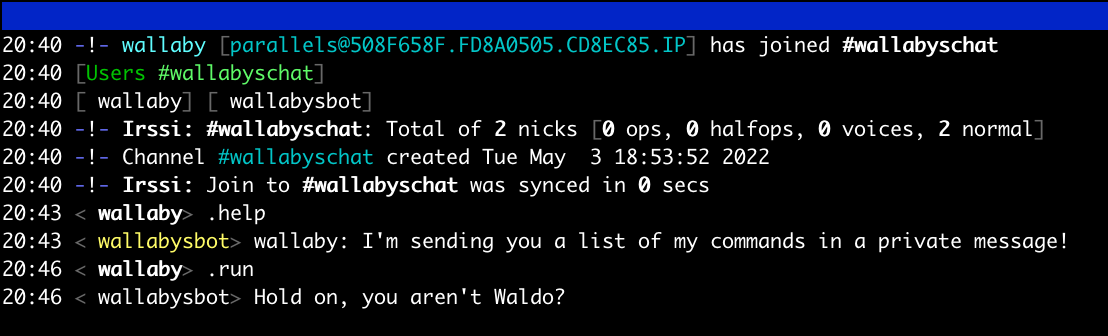 20:40 -!- wallaby [parallels@508F658F.FD8A0505.CD8EC85.IP] has joined #wallabyschat
20:40 [Users #wallabyschat]
20:40 [ wallaby] [ wallabysbot]
20:40 -!- Irssi: #wallabyschat: Total of 2 nicks [0 ops, 0 halfops, 0 voices, 2 normal]
20:40 -!- Channel #wallabyschat created Tue May  3 18:53:52 2022
20:40 -!- Irssi: Join to #wallabyschat was synced in 0 secs
20:43 < wallaby> .help
20:43 < wallabysbot> wallaby: I'm sending you a list of my commands in a private message!
20:46 < wallaby> .run
20:46 < wallabysbot> Hold on, you aren't Waldo?